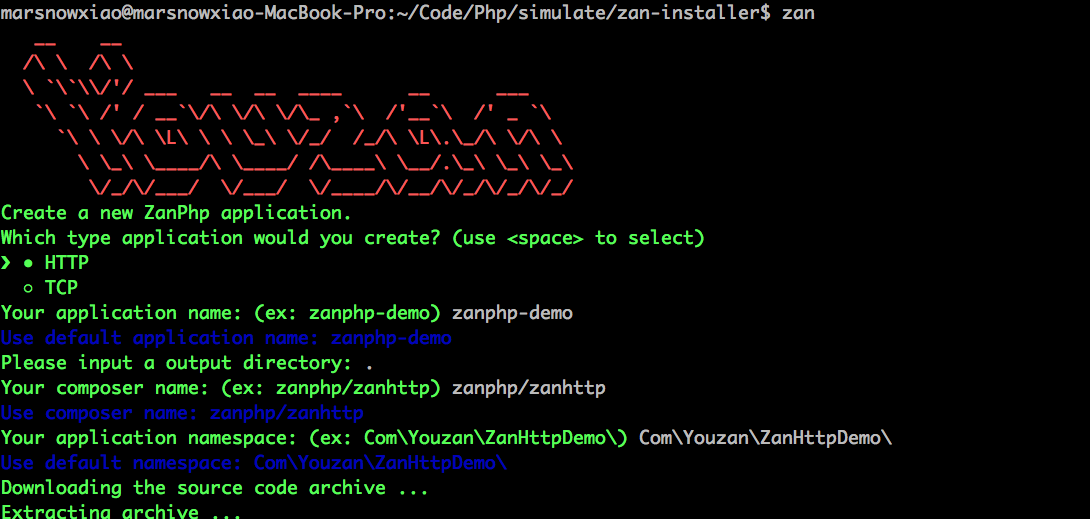 marsnowxiao@marsnowxiao-MacBook-Pro:~/Code/Php/simulate/zan-installer$ zan
Youzan
Create a new ZanPhp application.
Which type application would you create? (use <space> to select)
❯ ● HTTP
○ TCP
Your application name: (ex: zanphp-demo) zanphp-demo
Use default application name: zanphp-demo
Please input a output directory: .
Your composer name: (ex: zanphp/zanhttp) zanphp/zanhttp
Use composer name: zanphp/zanhttp
Your application namespace: (ex: Com\Youzan\ZanHttpDemo\) Com\Youzan\ZanHttpDemo\
Use default namespace: Com\Youzan\ZanHttpDemo\
Downloading the source code archive ...
Extracting archive ...